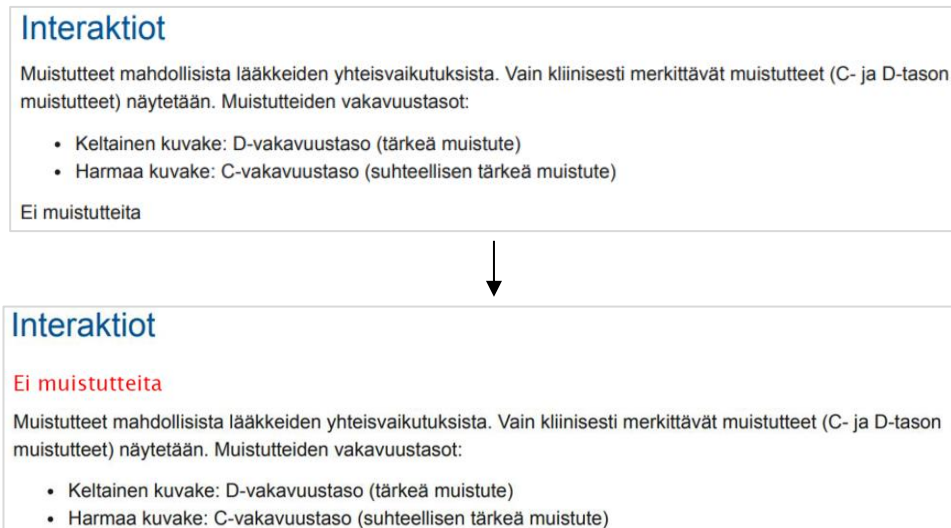 Interaktiot
Muistutteet mahdollisista lääkkeiden yhteisvaikutuksista. Vain kliinisesti merkittävät muistutteet (C- ja D-tason
muistutteet) näytetään. Muistutteiden vakavuustasot:
• Keltainen kuvake: D-vakavuustaso (tärkeä muistute)
• Harmaa kuvake: C-vakavuustaso (suhteellisen tärkeä muistute)
Ei muistutteita
Interaktiot
Ei muistutteita
Muistutteet mahdollisista lääkkeiden yhteisvaikutuksista. Vain kliinisesti merkittävät muistutteet (C- ja D-tason
muistutteet) näytetään. Muistutteiden vakavuustasot:
• Keltainen kuvake: D-vakavuustaso (tärkeä muistute)
• Harmaa kuvake: C-vakavuustaso (suhteellisen tärkeä muistute)